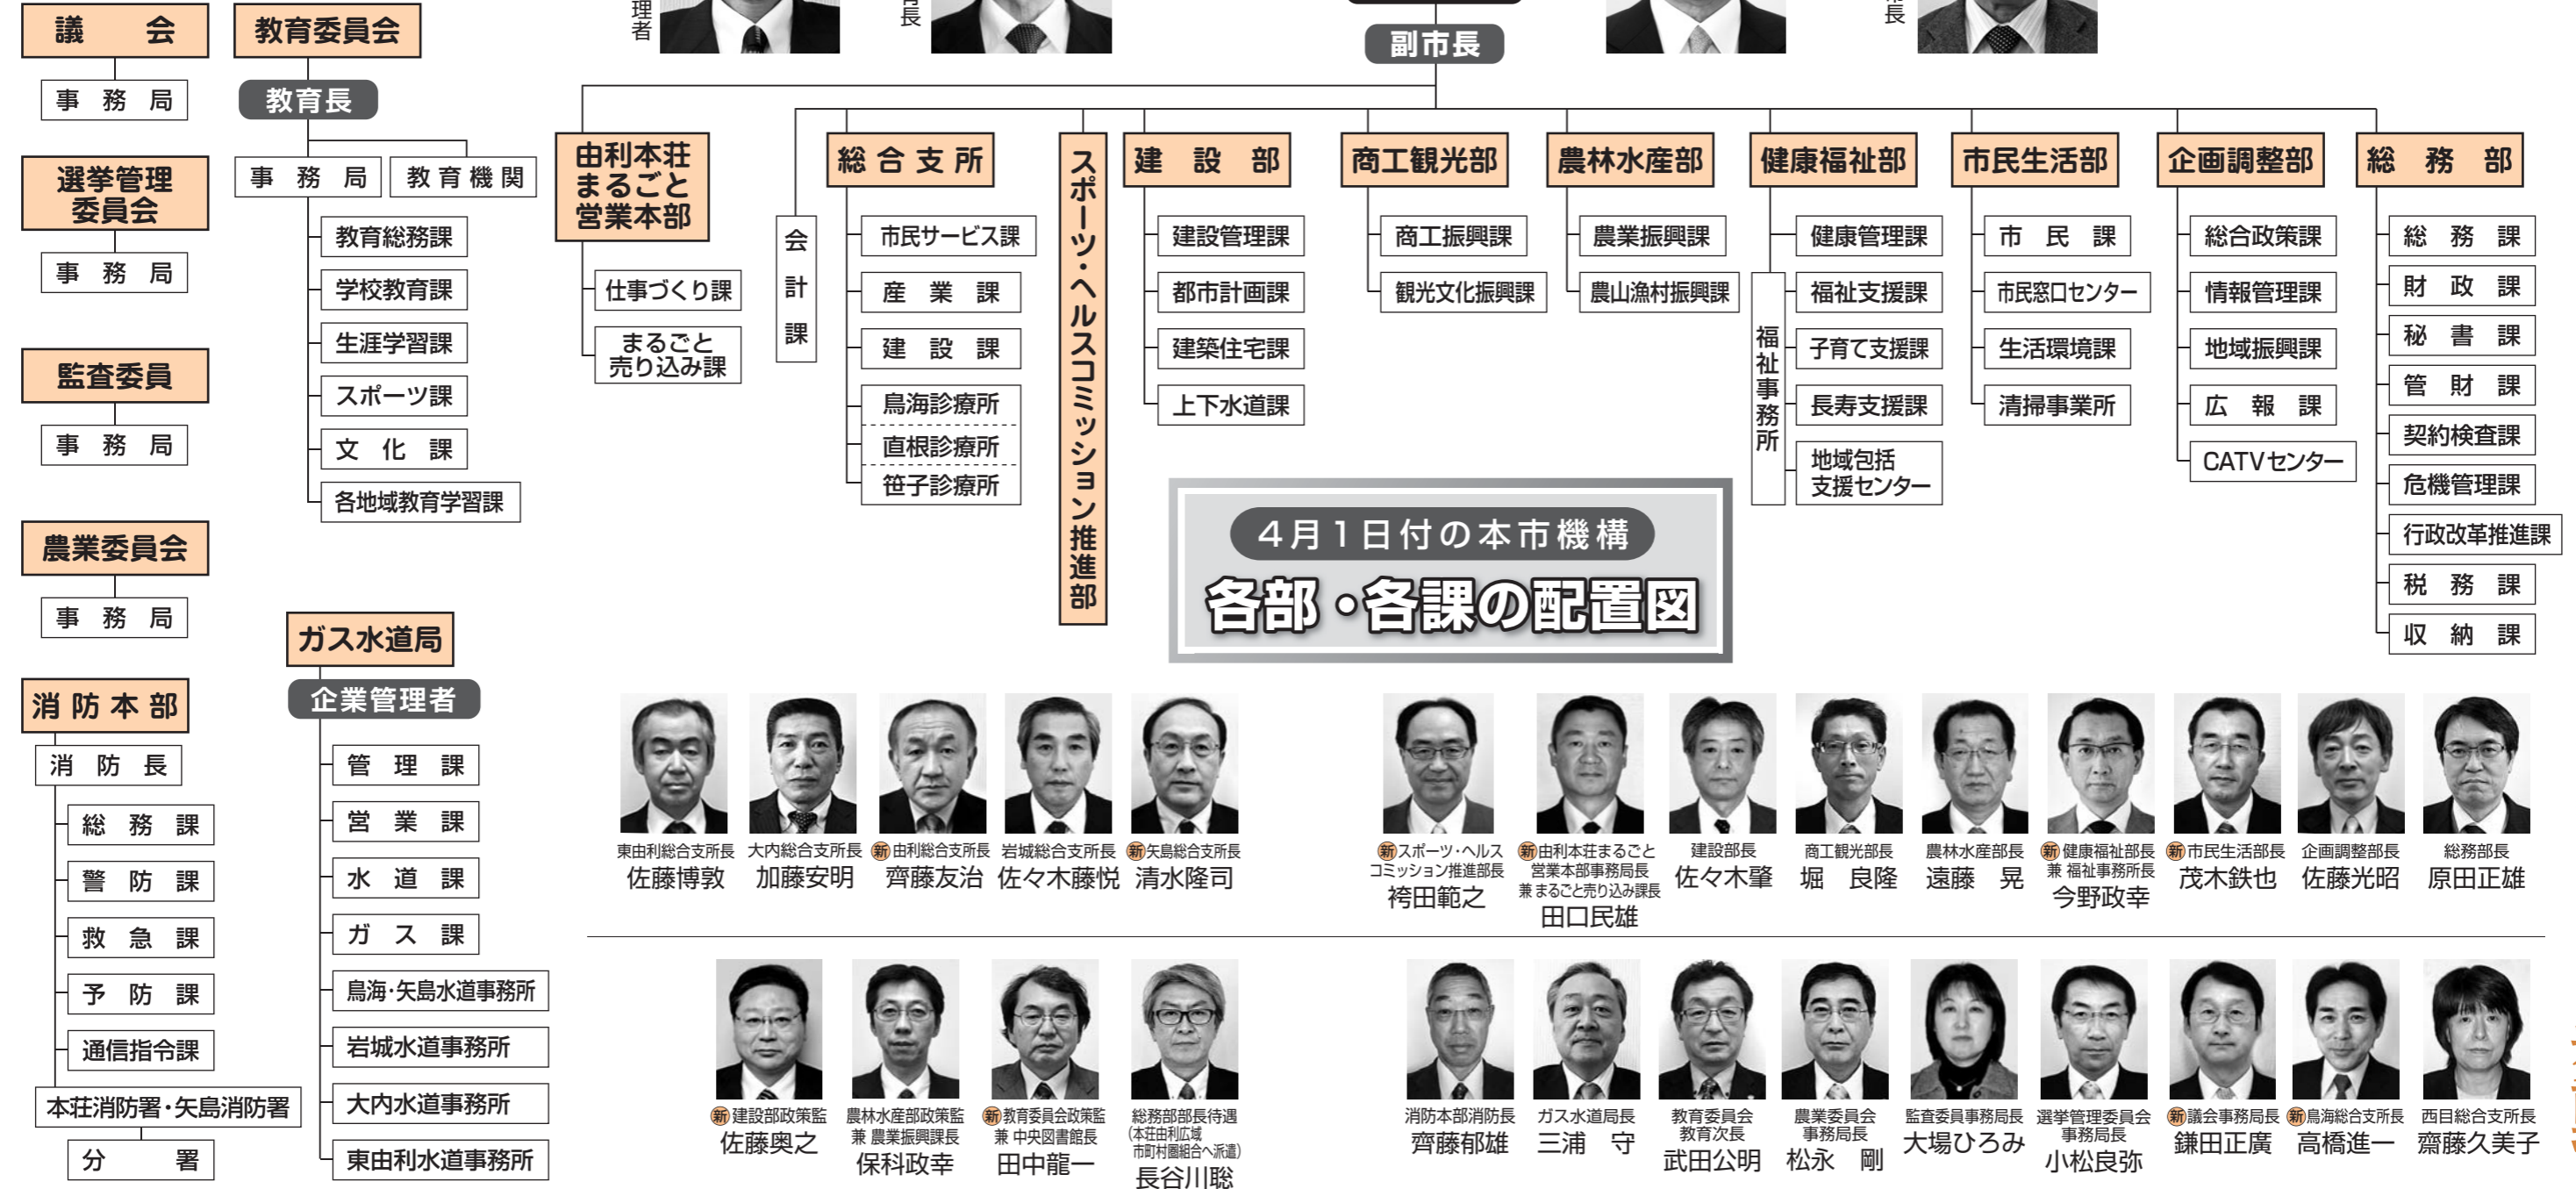 理者
長
長
副市長
議会
事務局
選挙管理
委員会
事務局
監査委員
事務局
農業委員会
事務局
消防本部
消防長
総務課
警防課
救急課
予防課
通信指令課
本荘消防署・矢島消防署
分署
教育委員会
教育長
事務局
教育機関
教育総務課
学校教育課
生涯学習課
スポーツ課
文化課
各地域教育学習課
ガス水道局
企業管理者
管理課
営業課
水道課
ガス課
鳥海・矢島水道事務所
岩城水道事務所
大内水道事務所
東由利水道事務所
由利本荘
まるごと
営業本部
仕事づくり課
まるごと
売り込み課
会計課
総合支所
市民サービス課
産業課
建設課
鳥海診療所
直根診療所
笹子診療所
スポーツ・ヘルスコミッション推進部
建設部
建設管理課
都市計画課
建築住宅課
上下水道課
商工観光部
商工振興課
観光文化振興課
農林水産部
農業振興課
農山漁村振興課
健康福祉部
健康管理課
福祉事務所
福祉支援課
子育て支援課
長寿支援課
地域包括
支援センター
市民生活部
市民課
市民窓口センター
生活環境課
清掃事業所
企画調整部
総合政策課
情報管理課
地域振興課
広報課
CATVセンター
総務部
総務課
財政課
秘書課
管財課
契約検査課
危機管理課
行政改革推進課
税務課
収納課
4月1日付の本市機構
各部・各課の配置図
東由利総合支所長
佐藤博敦
大内総合支所長
加藤安明
新 由利総合支所長
齊藤友治
岩城総合支所長
佐々木藤悦
新 矢島総合支所長
清水隆司
新 スポーツ・ヘルス
コミッション推進部長
袴田範之
新 由利本荘まるごと
営業本部事務局長
兼 まるごと売り込み課長
田口民雄
建設部長
佐々木肇
商工観光部長
堀 良隆
農林水産部長
遠藤 晃
新 健康福祉部長
兼 福祉事務所長
今野政幸
新 市民生活部長
茂木鉄也
企画調整部長
佐藤光昭
総務部長
原田正雄
新 建設部政策監
佐藤奥之
農林水産部政策監
兼 農業振興課長
保科政幸
新 教育委員会政策監
兼 中央図書館長
田中龍一
総務部部長待遇
(本荘由利広域
市町村圏組合へ派遣)
長谷川聡
消防本部消防長
齊藤郁雄
ガス水道局長
三浦 守
教育委員会
教育次長
武田公明
農業委員会
事務局長
松永 剛
監査委員事務局長
大場ひろみ
選挙管理委員会
事務局長
小松良弥
新 議会事務局長
鎌田正廣
新 鳥海総合支所長
高橋進一
西目総合支所長
齋藤久美子